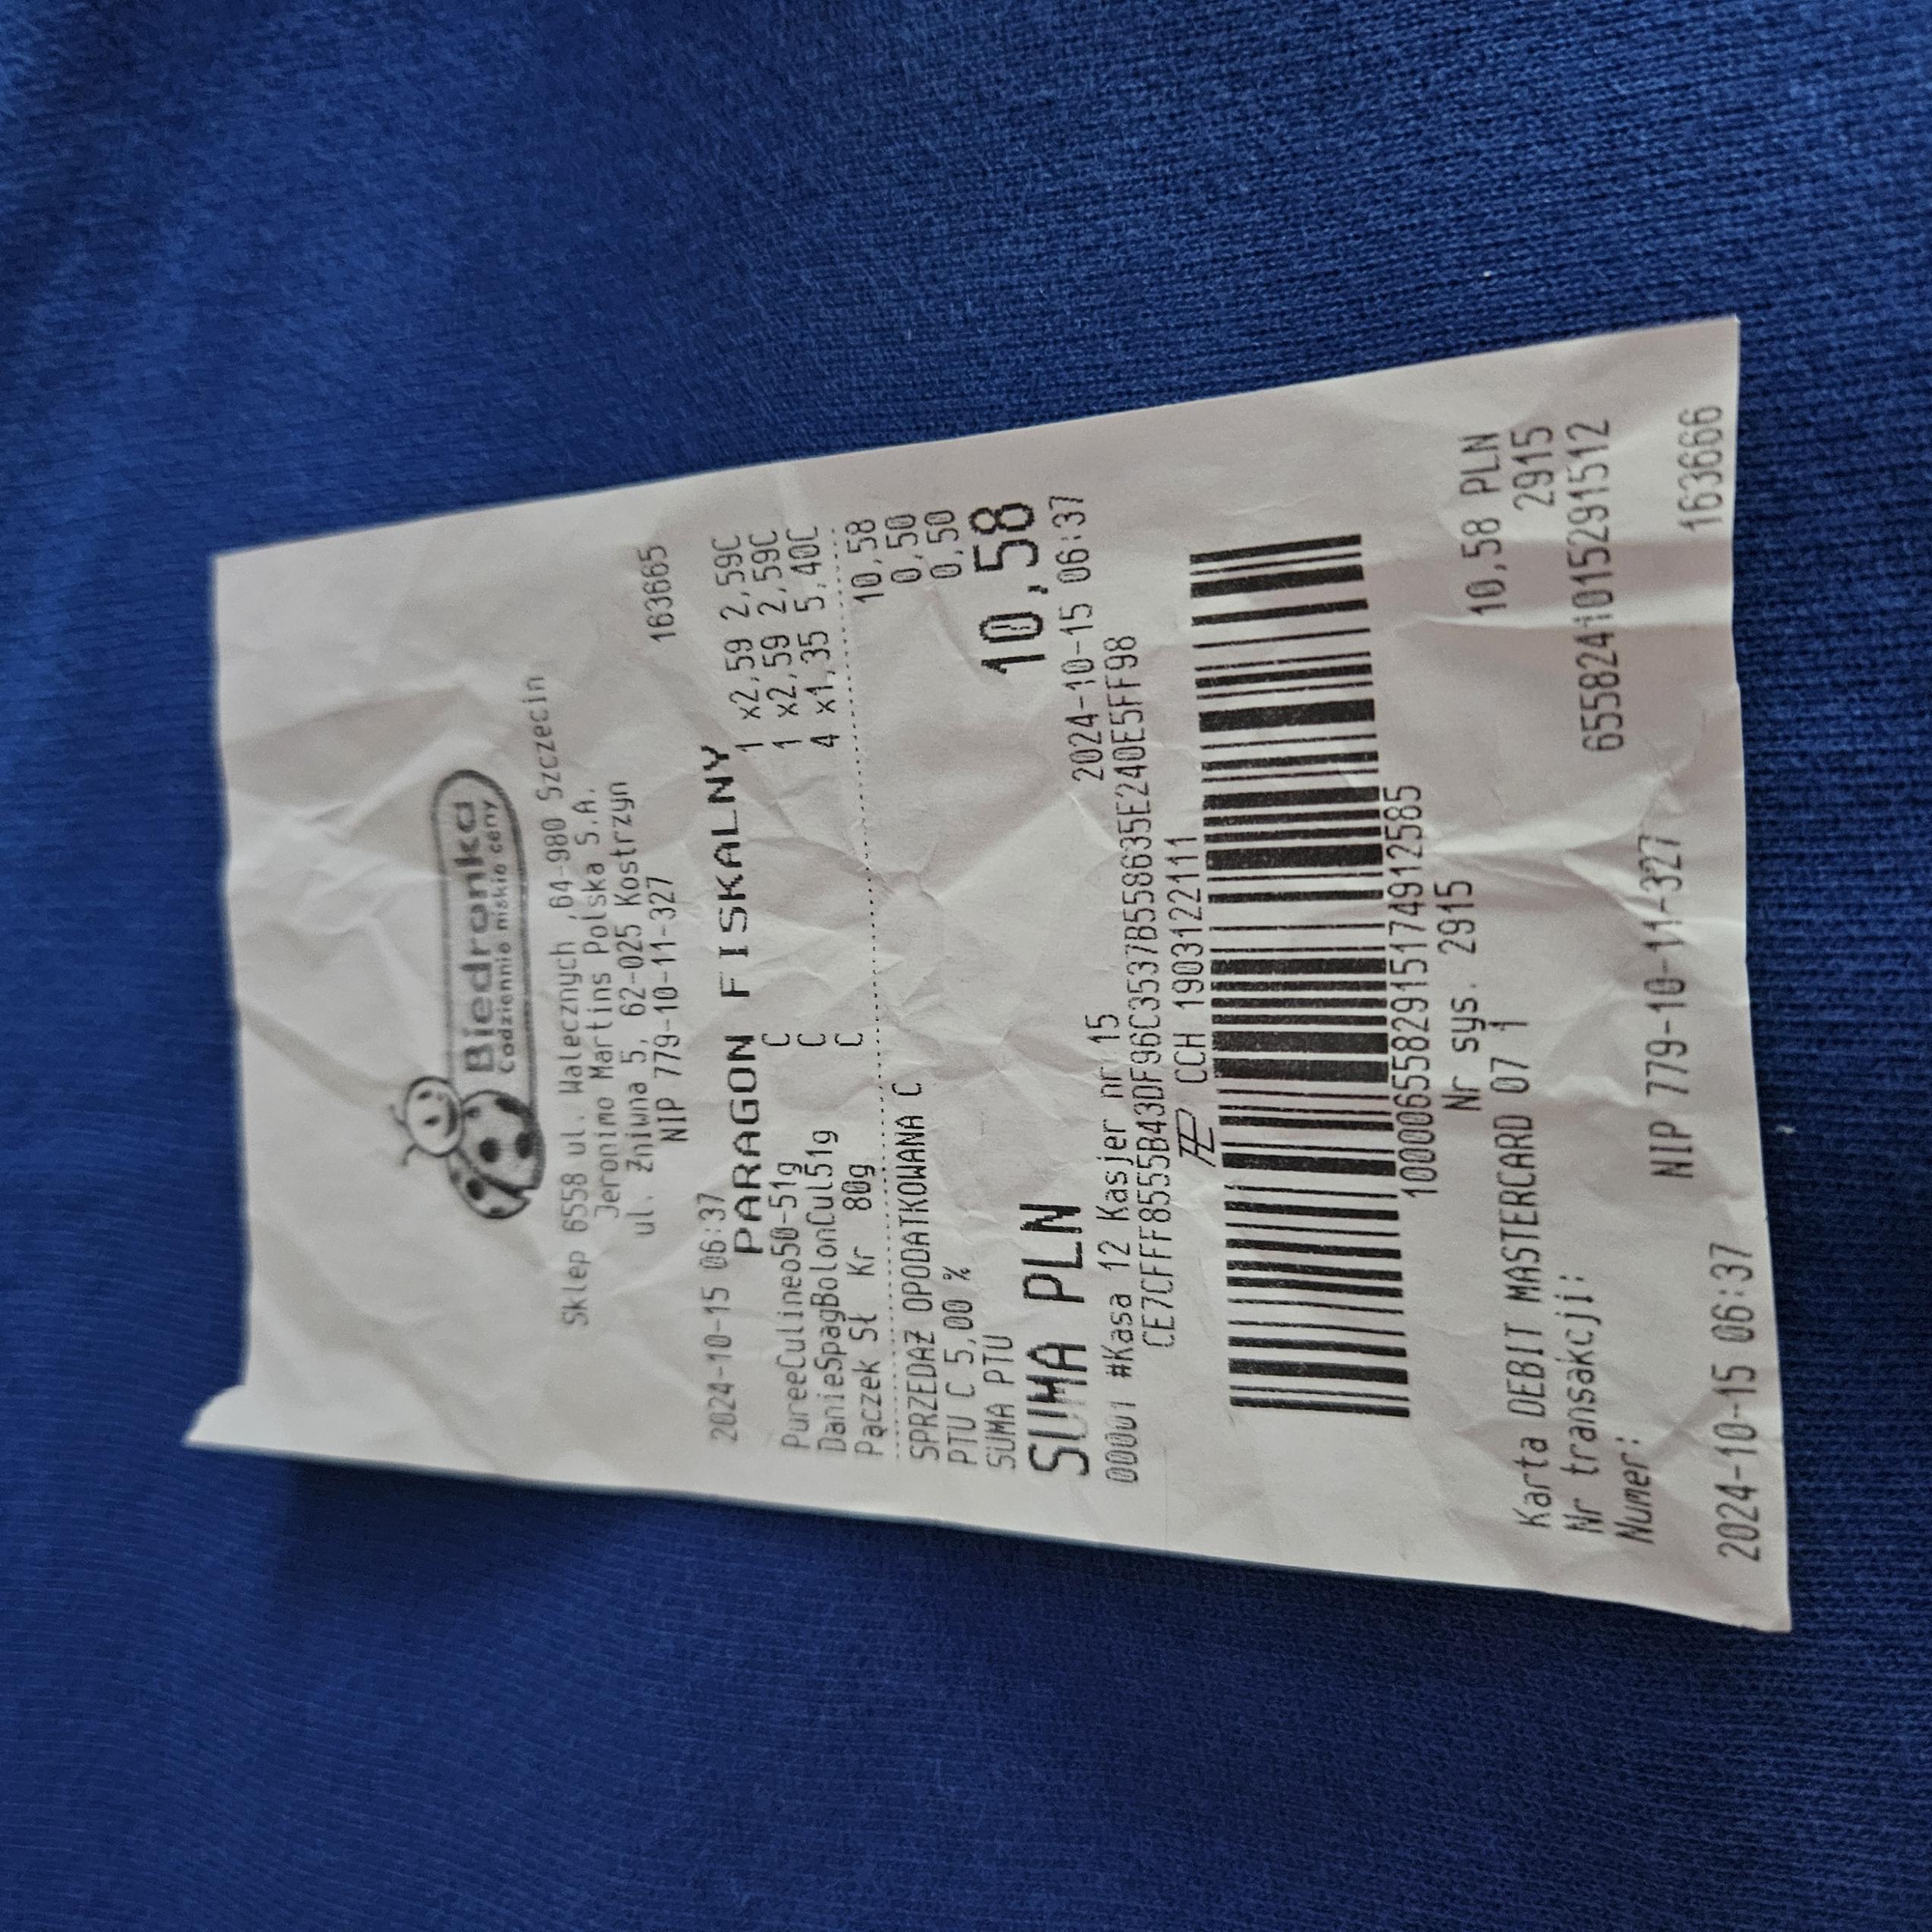 Biedronka
Codziennie niskie ceny
Sklep 6558 ul. Walecznych ,64-980 Szczecin
Jeronimo Martins Polska S.A.
ul. Żniwna 5, 62-025 Kostrzyn
NIP 779-10-11-327
2024-10-15 06:37 163665
PARAGON FISKALNY
PureeCulineo50-51g C 1 x2,59 2,59C
DanieSpagBolonCul51g C 1 x2,59 2,59C
Pączek St Kr 80g C 4 x1,35 5,40C
SPRZEDAŻ OPODATKOWANA C 10,58
PTU C 5,00 % 0,50
SUMA PTU 0,50
SUMA PLN 10,58
00001 #Kasa 12 Kasjer nr 15 2024-10-15 06:37
CE7CFFF8555B43DF96C3537B558635E240E5FF98
CCH 1903122111
1000065582915174912585
Nr sys. 2915
Karta DEBIT MASTERCARD 07 1 10,58 PLN
Nr transakcji: 2915
Numer: 65582410152915​12
NIP 779-10-11-327
2024-10-15 06:37 163666